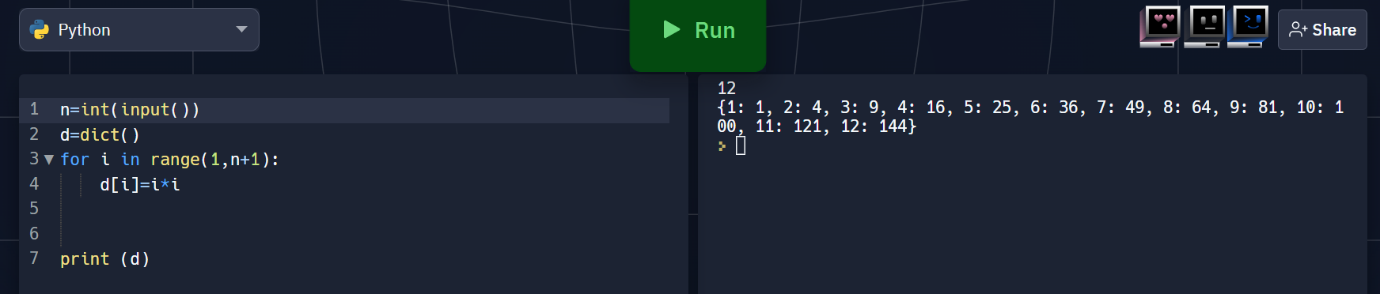 Python
Run
Share
1 n=int(input())
2 d=dict()
3 for i in range(1,n+1):
4     d[i]=i*i
5
6
7 print (d)
12
{1: 1, 2: 4, 3: 9, 4: 16, 5: 25, 6: 36, 7: 49, 8: 64, 9: 81, 10: 1
00, 11: 121, 12: 144}
>